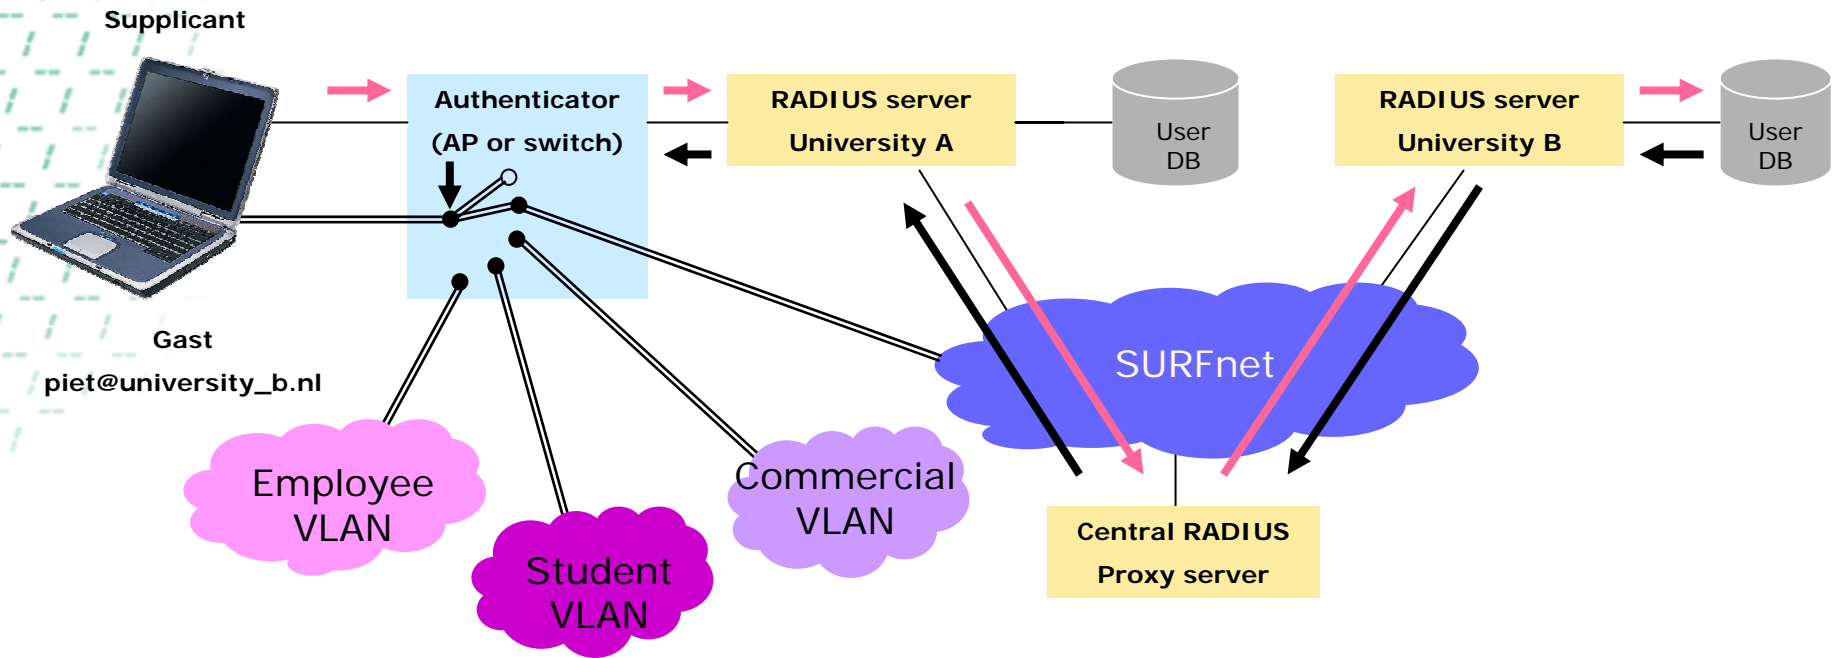 Supplicant
Authenticator
(AP or switch)
RADIUS server
University A
User
DB
RADIUS server
University B
User
DB
Gast
piet@university_b.nl
SURFnet
Employee
VLAN
Commercial
VLAN
Student
VLAN
Central RADIUS
Proxy server